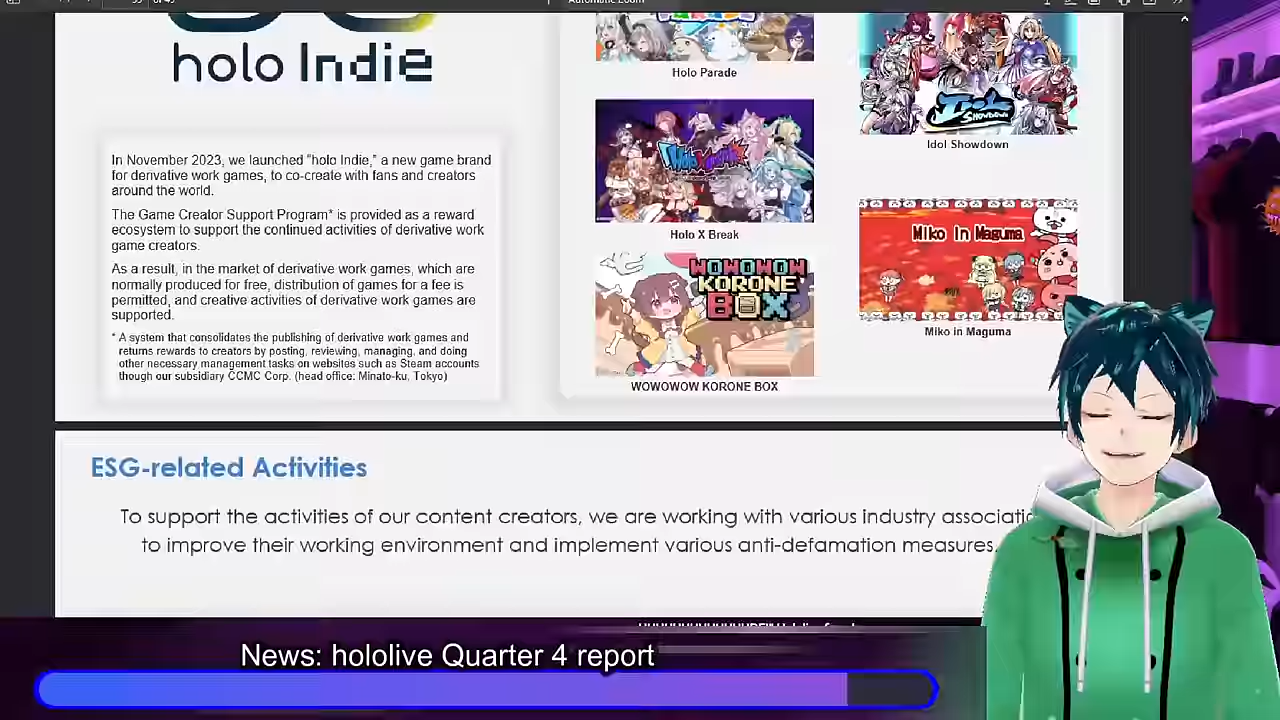 holo Indie
In November 2023, we launched "holo Indie," a new game brand
for derivative work games, to co-create with fans and creators
around the world.
The Game Creator Support Program* is provided as a reward
ecosystem to support the continued activities of derivative work
game creators.
As a result, in the market of derivative work games, which are
normally produced for free, distribution of games for a fee is
permitted, and creative activities of derivative work games are
supported.
* A system that consolidates the publishing of derivative work games and
returns rewards to creators by posting, reviewing, managing, and doing
other necessary management tasks on websites such as Steam accounts
though our subsidiary CCMC Corp. (head office: Minato-ku, Tokyo)
Holo Parade
Holo X Break
WOWOWOW
KORONE
BOX
WOWOWOW KORONE BOX
IDOL
SHOWDOWN
Idol Showdown
Miko In Maguma
Miko in Maguma
ESG-related Activities
To support the activities of our content creators, we are working with various industry
to improve their working environment and implement various anti-defamation measures.
News: hololive Quarter 4 report